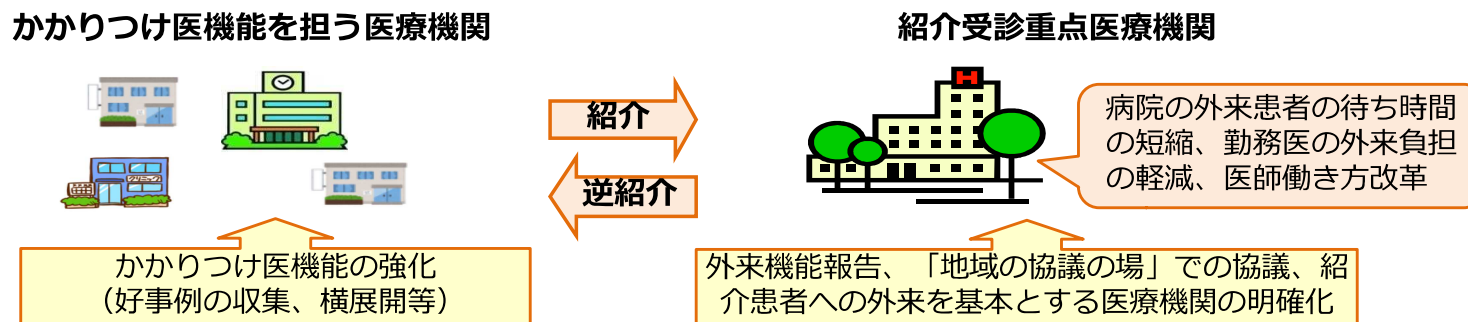 かかりつけ医機能を担う医療機関
紹介受診重点医療機関
クリニック
紹介
逆紹介
H
病院の外来患者の待ち時間
の短縮、勤務医の外来負担
の軽減、医師働き方改革
かかりつけ医機能の強化
（好事例の収集、横展開等）
外来機能報告、「地域の協議の場」での協議、紹
介患者への外来を基本とする医療機関の明確化